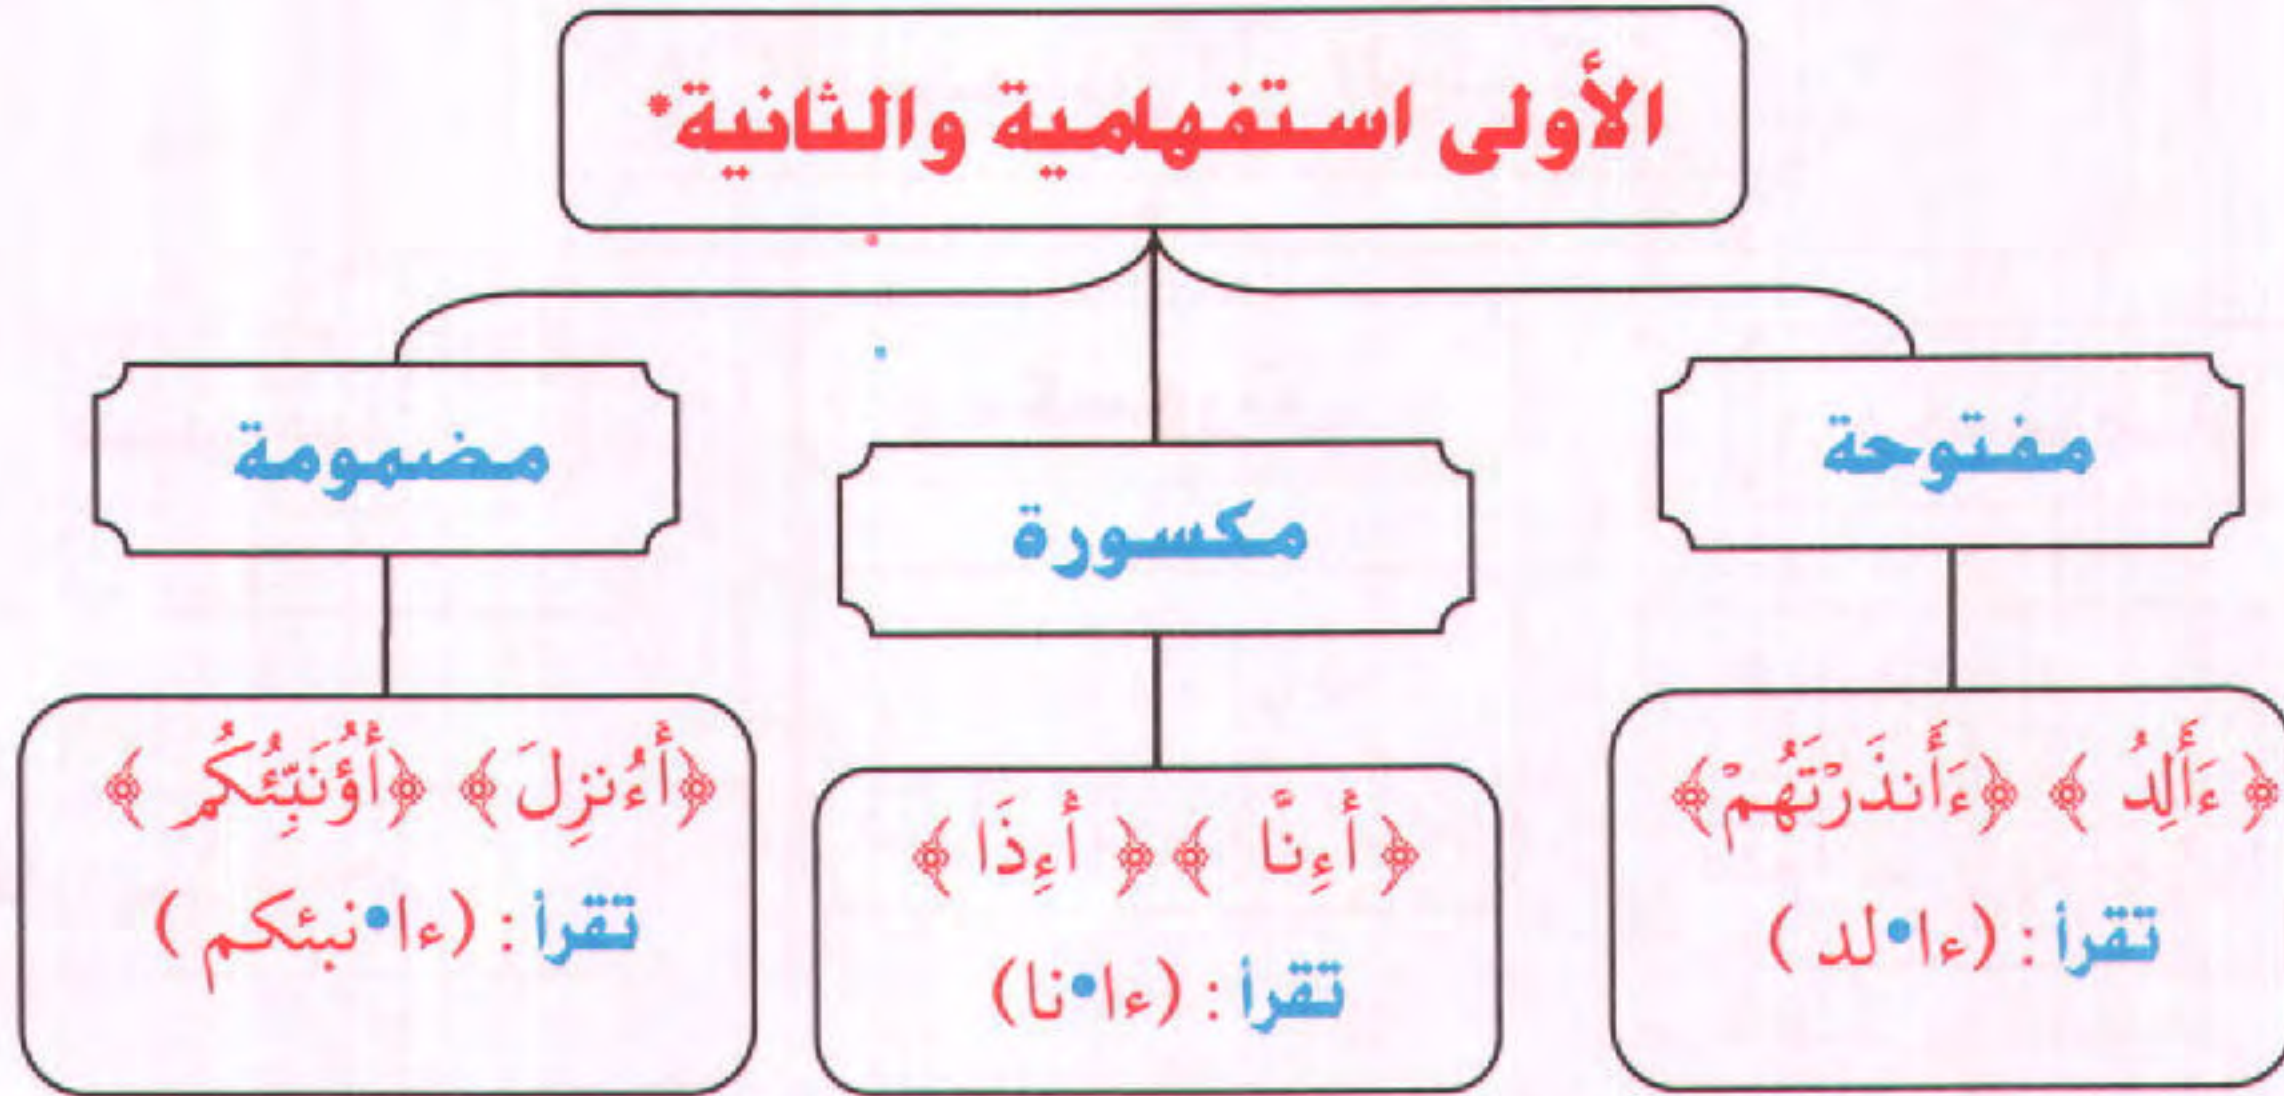 الأولى استفهامية والثانية*
مفتوحة
مكسورة
مضمومة
﴿ءَأَلِدُ﴾ ﴿ءَأَنذَرْتَهُمْ﴾
تقرأ : (ءا•لد)
﴿أَءِنَّا﴾ ﴿أَءِذَا﴾
تقرأ : (ءا•نا)
﴿أَءُنزِلَ﴾ ﴿أَؤُنَبِّئُكُم﴾
تقرأ : (ءا•نبئكم)